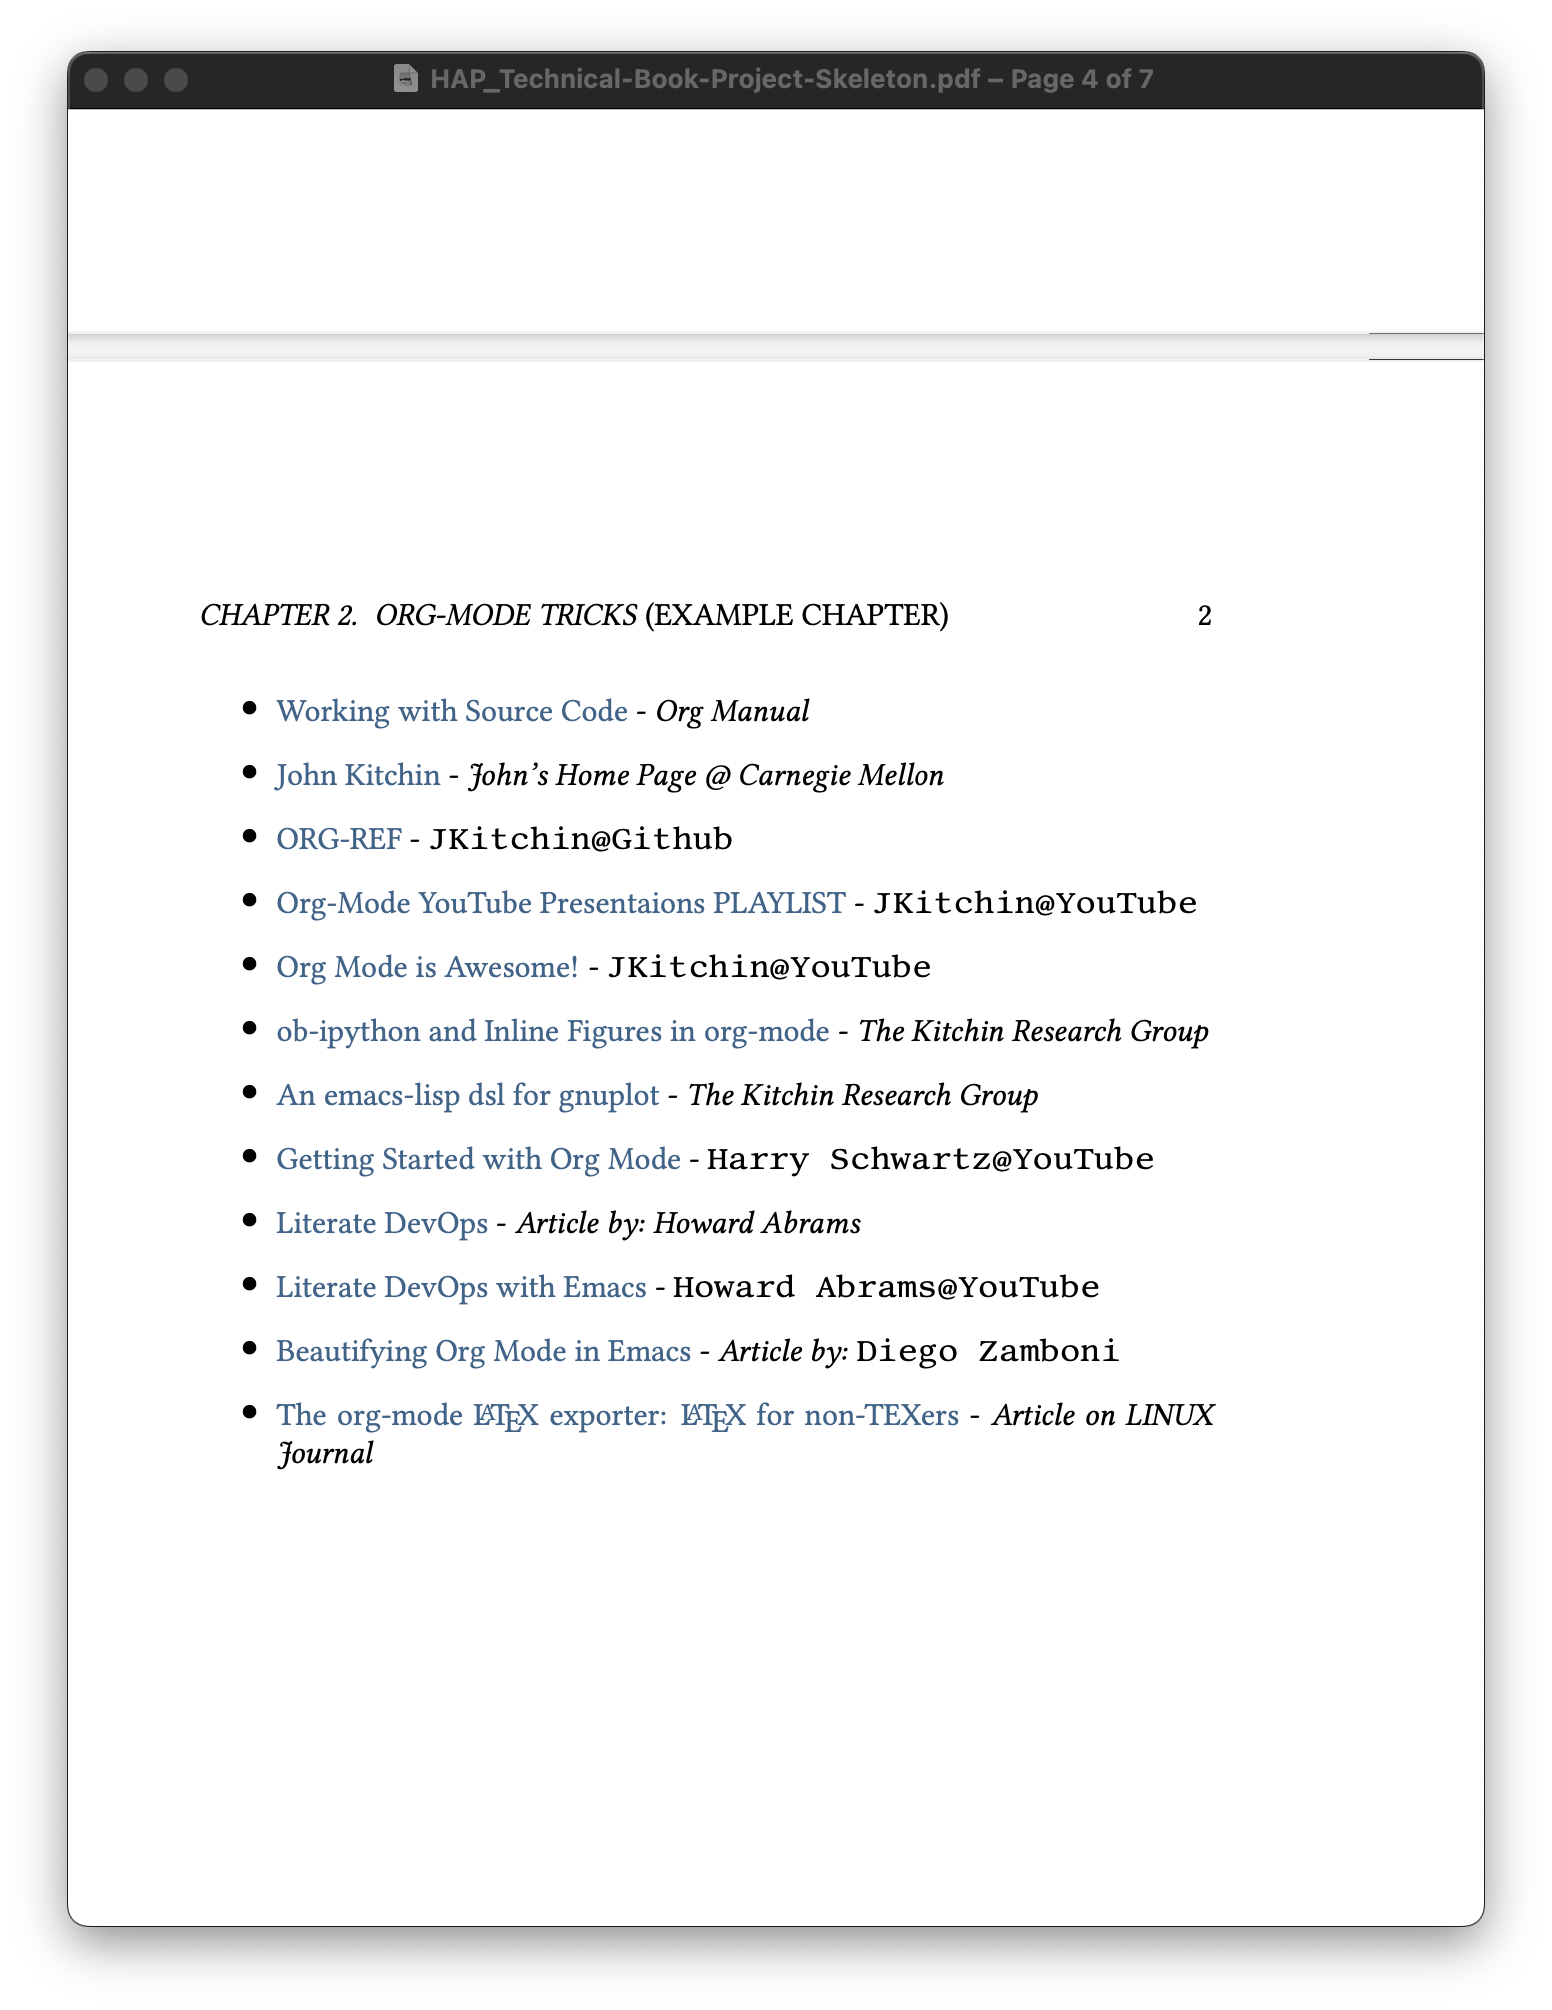 HAP_Technical-Book-Project-Skeleton.pdf – Page 4 of 7
CHAPTER 2. ORG-MODE TRICKS (EXAMPLE CHAPTER) 2
• Working with Source Code - Org Manual
• John Kitchin - John’s Home Page @ Carnegie Mellon
• ORG-REF - JKitchin@Github
• Org-Mode YouTube Presentaions PLAYLIST - JKitchin@YouTube
• Org Mode is Awesome! - JKitchin@YouTube
• ob-ipython and Inline Figures in org-mode - The Kitchin Research Group
• An emacs-lisp dsl for gnuplot - The Kitchin Research Group
• Getting Started with Org Mode - Harry Schwartz@YouTube
• Literate DevOps - Article by: Howard Abrams
• Literate DevOps with Emacs - Howard Abrams@YouTube
• Beautifying Org Mode in Emacs - Article by: Diego Zamboni
• The org-mode LATEX exporter: LATEX for non-TEXers - Article on LINUX
Journal